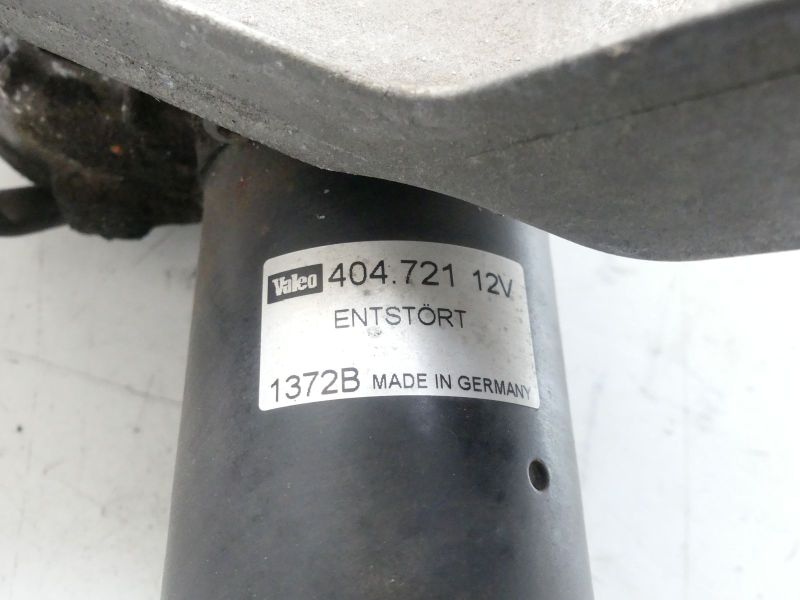 Valeo 404.721 12V
ENTSTÖRT
1372B MADE IN GERMANY